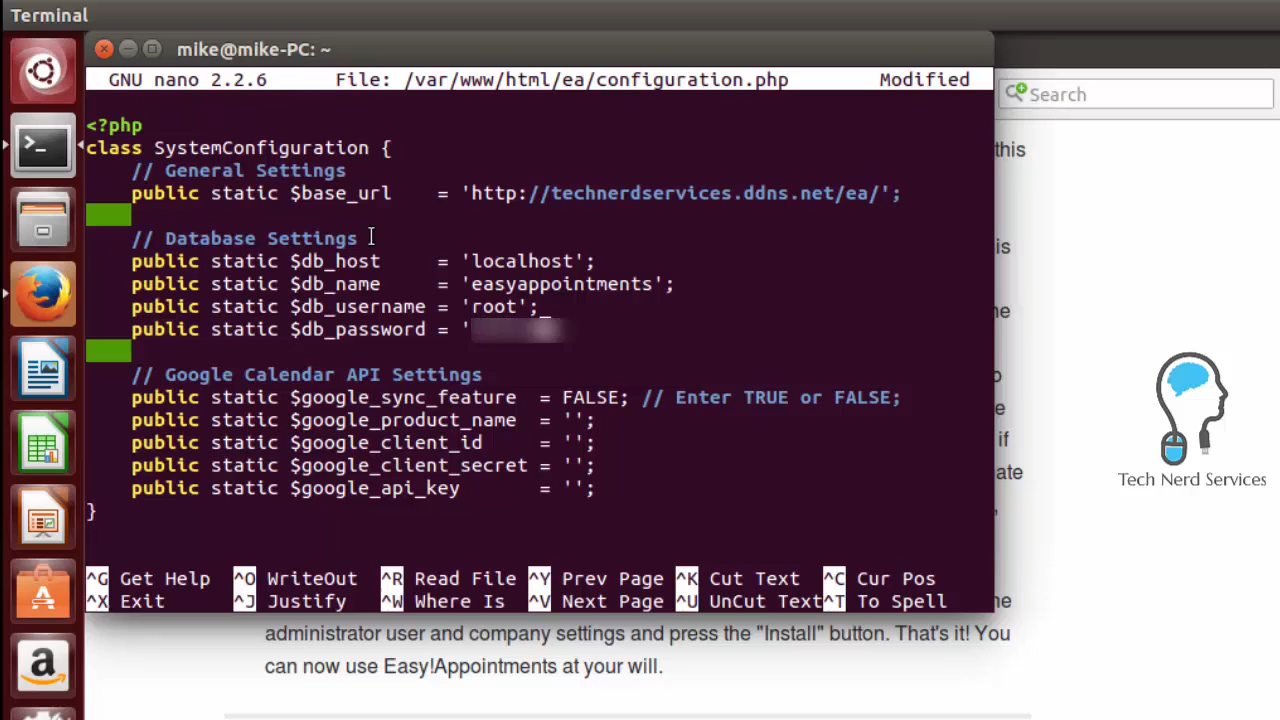 Terminal
mike@mike-PC: ~
GNU nano 2.2.6 File: /var/www/html/ea/configuration.php Modified
Search
<?php
class SystemConfiguration {
// General Settings
public static $base_url = 'http://technerdservices.ddns.net/ea/';
// Database Settings
public static $db_host = 'localhost';
public static $db_name = 'easyappointments';
public static $db_username = 'root';_
public static $db_password = '
// Google Calendar API Settings
public static $google_sync_feature = FALSE; // Enter TRUE or FALSE;
public static $google_product_name = '';
public static $google_client_id = '';
public static $google_client_secret = '';
public static $google_api_key = '';
}
^G Get Help ^O WriteOut ^R Read File ^Y Prev Page ^K Cut Text ^C Cur Pos
^X Exit ^J Justify ^W Where Is ^V Next Page ^U UnCut Text ^T To Spell
this
if
Tech Nerd Services
administrator user and company settings and press the "Install" button. That's it! You
can now use Easy!Appointments at your will.